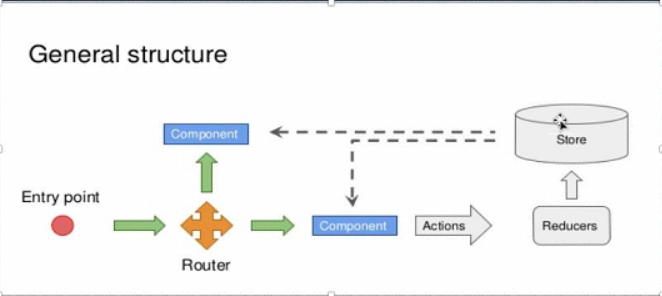 General structure
Component
Store
Entry point
Component
Actions
Reducers
Router